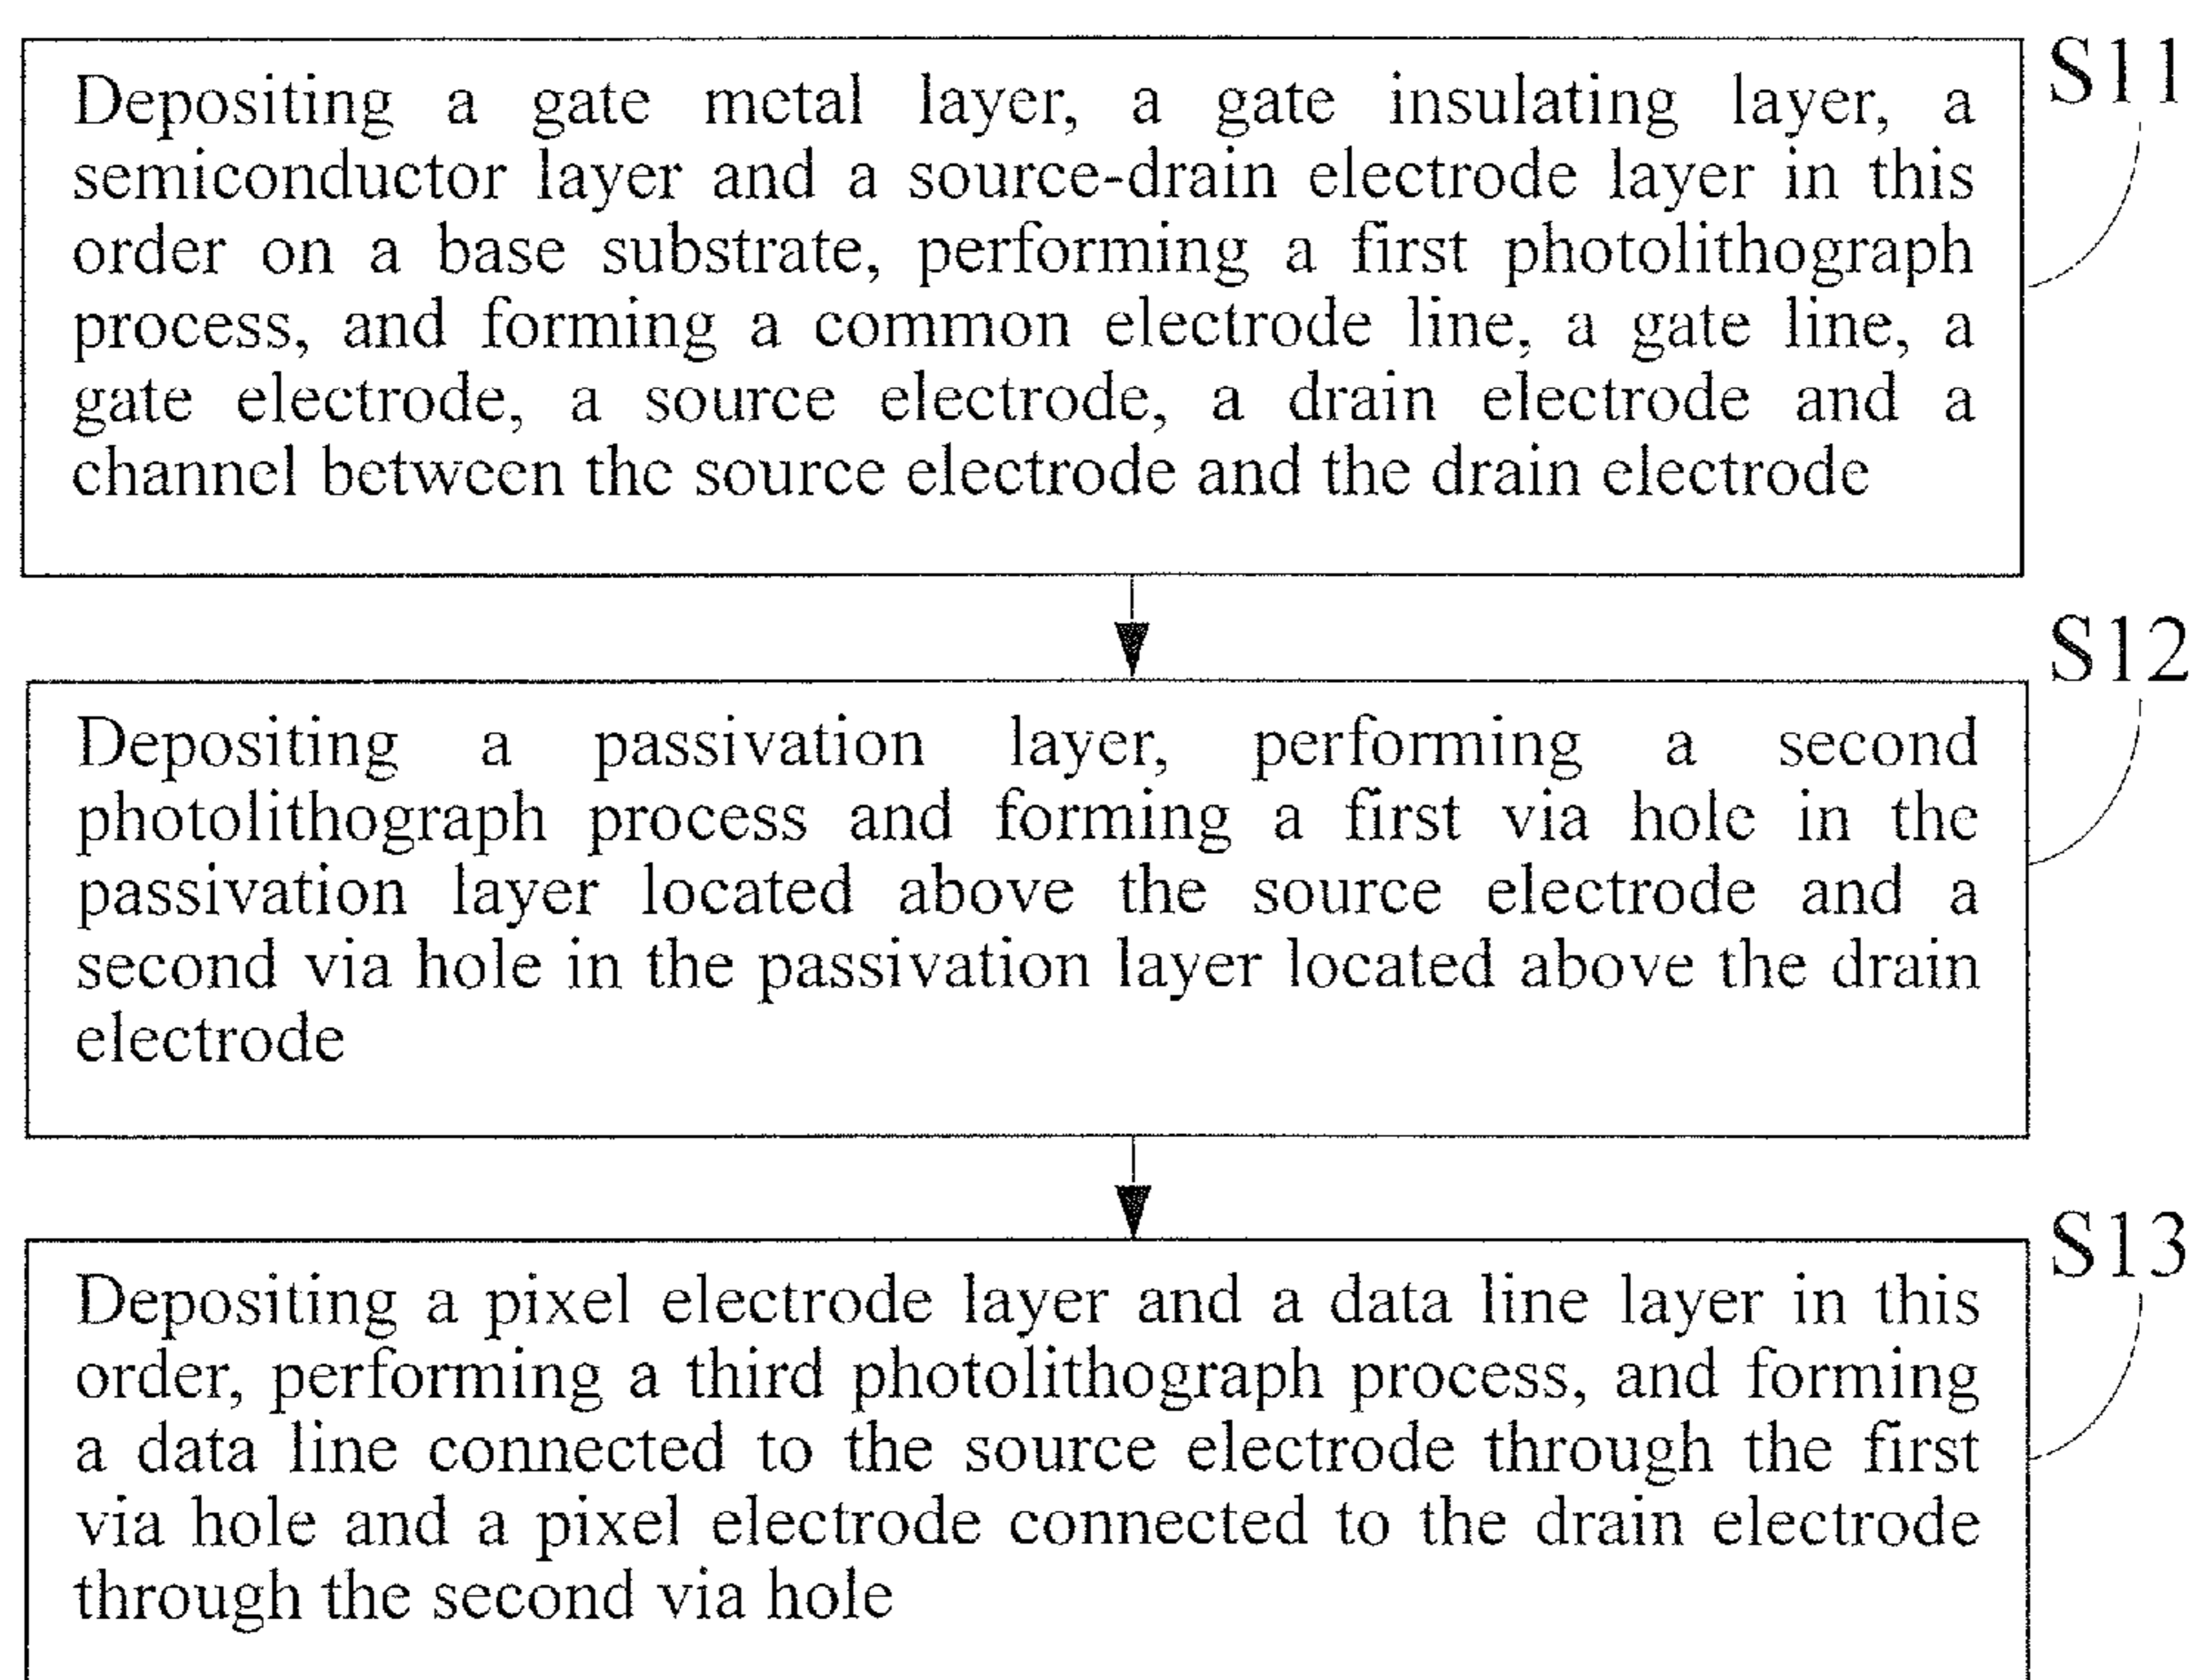 Depositing a gate metal layer, a gate insulating layer, a
semiconductor layer and a source-drain electrode layer in this
order on a base substrate, performing a first photolithograph
process, and forming a common electrode line, a gate line, a
gate electrode, a source electrode, a drain electrode and a
channel between the source electrode and the drain electrode
S11
Depositing a passivation layer, performing a second
photolithograph process and forming a first via hole in the
passivation layer located above the source electrode and a
second via hole in the passivation layer located above the drain
electrode
S12
Depositing a pixel electrode layer and a data line layer in this
order, performing a third photolithograph process, and forming
a data line connected to the source electrode through the first
via hole and a pixel electrode connected to the drain electrode
through the second via hole
S13